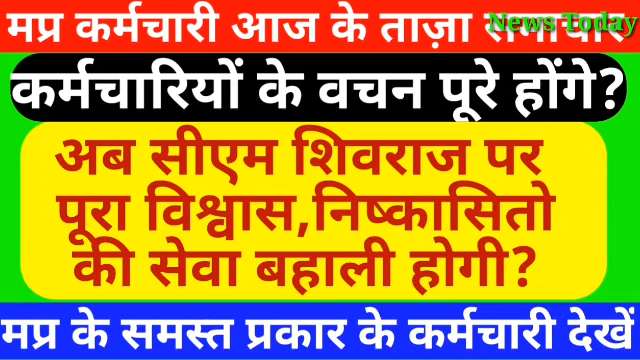 मप्र कर्मचारी आज के ताज़ा समाचार
News Today
कर्मचारियों के वचन पूरे होंगे?
अब सीएम शिवराज पर
पूरा विश्वास,निष्कासितो
की सेवा बहाली होगी?
मप्र के समस्त प्रकार के कर्मचारी देखें